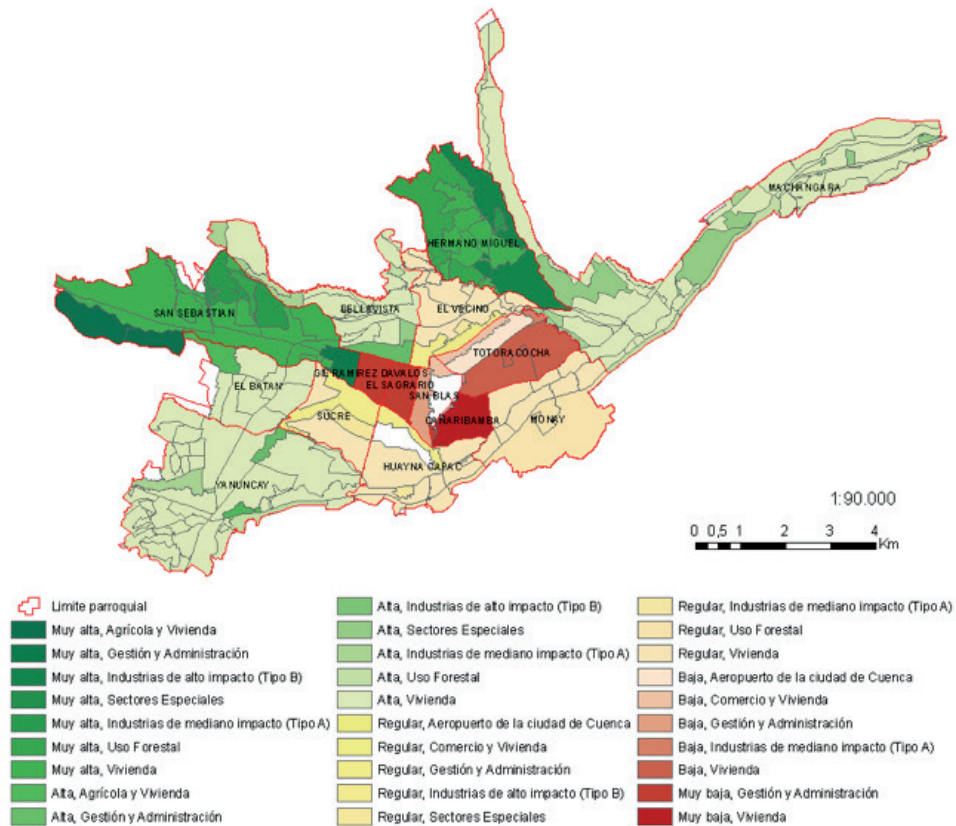 MACHANGARA
HERMANO MIGUEL
SAN SEBASTIAN
BELLAVISTA
EL VECINO
TOTORACOCHA
GIL RAMIREZ DAVALOS
EL BATAN
EL SAGRARIO
SAN BLAS
SUCRE
CAÑARIBAMBA
MONAY
HUAYNA CAPAC
YANUNCAY
1:90.000
0 0,5 1 2 3 4
Km
Limite parroquial
Muy alta, Agrícola y Vivienda
Muy alta, Gestión y Administración
Muy alta, Industrias de alto impacto (Tipo B)
Muy alta, Sectores Especiales
Muy alta, Industrias de mediano impacto (Tipo A)
Muy alta, Uso Forestal
Muy alta, Vivienda
Alta, Agrícola y Vivienda
Alta, Gestión y Administración
Alta, Industrias de alto impacto (Tipo B)
Alta, Sectores Especiales
Alta, Industrias de mediano impacto (Tipo A)
Alta, Uso Forestal
Alta, Vivienda
Regular, Aeropuerto de la ciudad de Cuenca
Regular, Comercio y Vivienda
Regular, Gestión y Administración
Regular, Industrias de alto impacto (Tipo B)
Regular, Sectores Especiales
Regular, Industrias de mediano impacto (Tipo A)
Regular, Uso Forestal
Regular, Vivienda
Baja, Aeropuerto de la ciudad de Cuenca
Baja, Comercio y Vivienda
Baja, Gestión y Administración
Baja, Industrias de mediano impacto (Tipo A)
Baja, Vivienda
Muy baja, Gestión y Administración
Muy baja, Vivienda